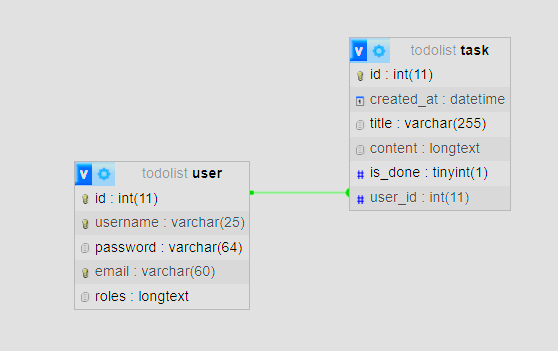 v todolist task
id : int(11)
created_at : datetime
title : varchar(255)
content : longtext
# is_done : tinyint(1)
# user_id : int(11)
v todolist user
id : int(11)
username : varchar(25)
password : varchar(64)
email : varchar(60)
roles : longtext